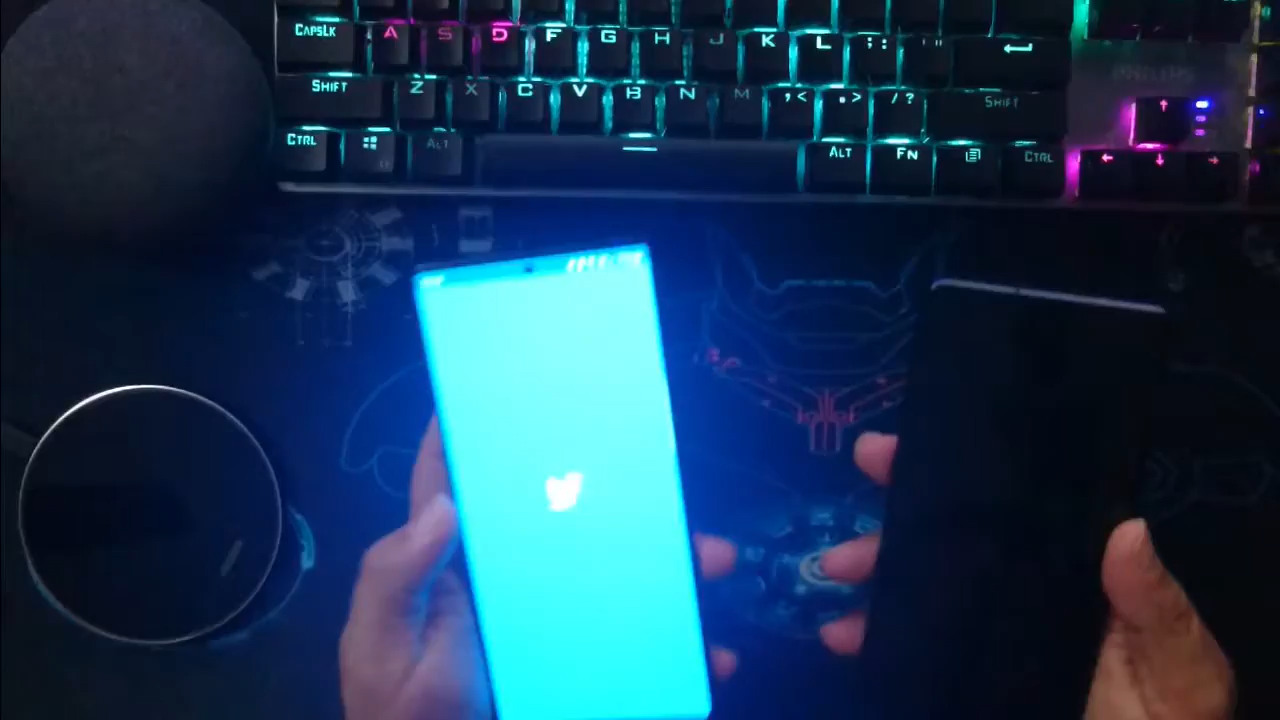 CAPSLK A S D F G H J K L ; : ' "
SHIFT Z X C V B N M , < . > / ? SHIFT
CTRL ALT ALT FN CTRL